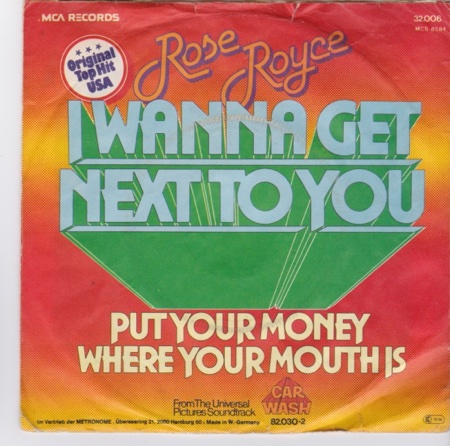 MCA RECORDS
32.006
MCS 8584
Original
Top Hit
USA
Rose Royce
I WANNA GET
NEXT TO YOU
PUT YOUR MONEY
WHERE YOUR MOUTH IS
From The Universal
Pictures Soundtrack
CAR
WASH
82.030-2
Im Vertrieb der METRONOME. Überseering 21, 2000 Hamburg 60 · Made in W.-Germany